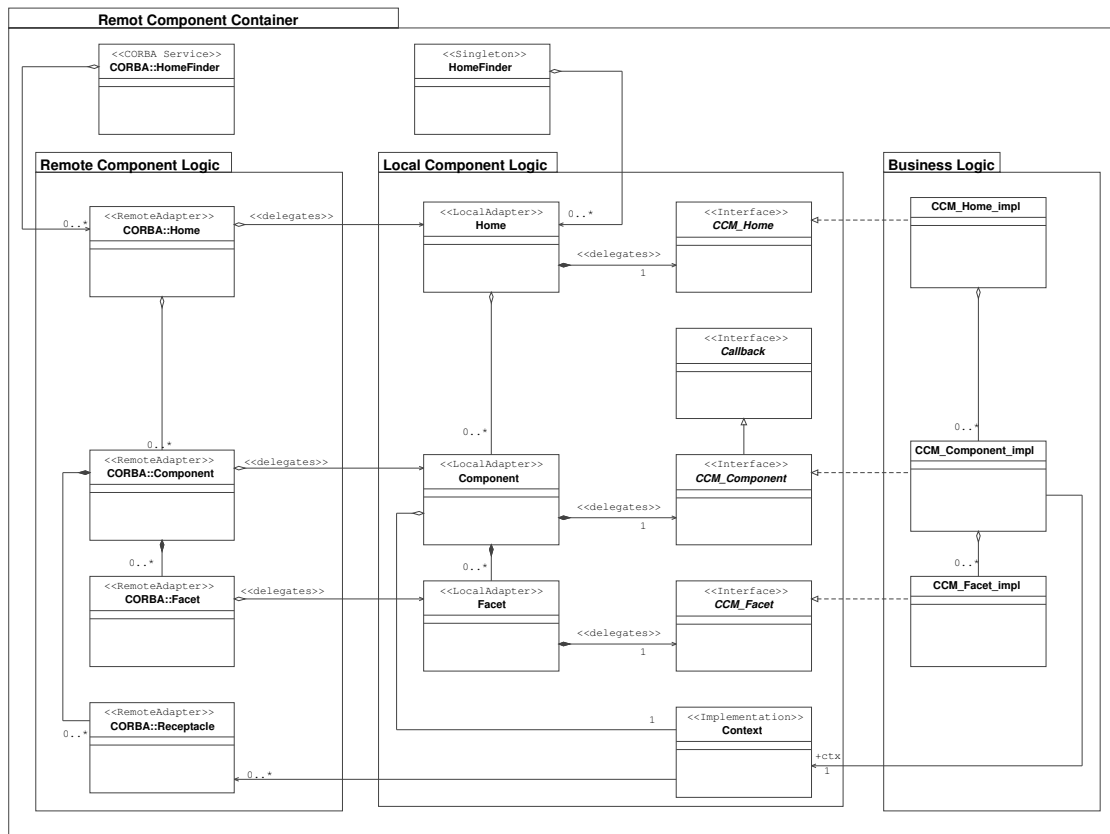 Remot Component Container
<<CORBA Service>>
CORBA::HomeFinder
<<Singleton>>
HomeFinder
Remote Component Logic
Local Component Logic
Business Logic
<<RemoteAdapter>>
CORBA::Home
0..*
<<delegates>>
<<LocalAdapter>>
Home
0..*
<<delegates>>
1
<<Interface>>
CCM_Home
CCM_Home_impl
<<Interface>>
Callback
0..*
0..*
0..*
<<RemoteAdapter>>
CORBA::Component
<<delegates>>
<<LocalAdapter>>
Component
<<delegates>>
1
<<Interface>>
CCM_Component
CCM_Component_impl
0..*
0..*
0..*
<<RemoteAdapter>>
CORBA::Facet
<<delegates>>
<<LocalAdapter>>
Facet
<<delegates>>
1
<<Interface>>
CCM_Facet
CCM_Facet_impl
<<RemoteAdapter>>
CORBA::Receptacle
0..*
1
<<Implementation>>
Context
+ctx
1
0..*